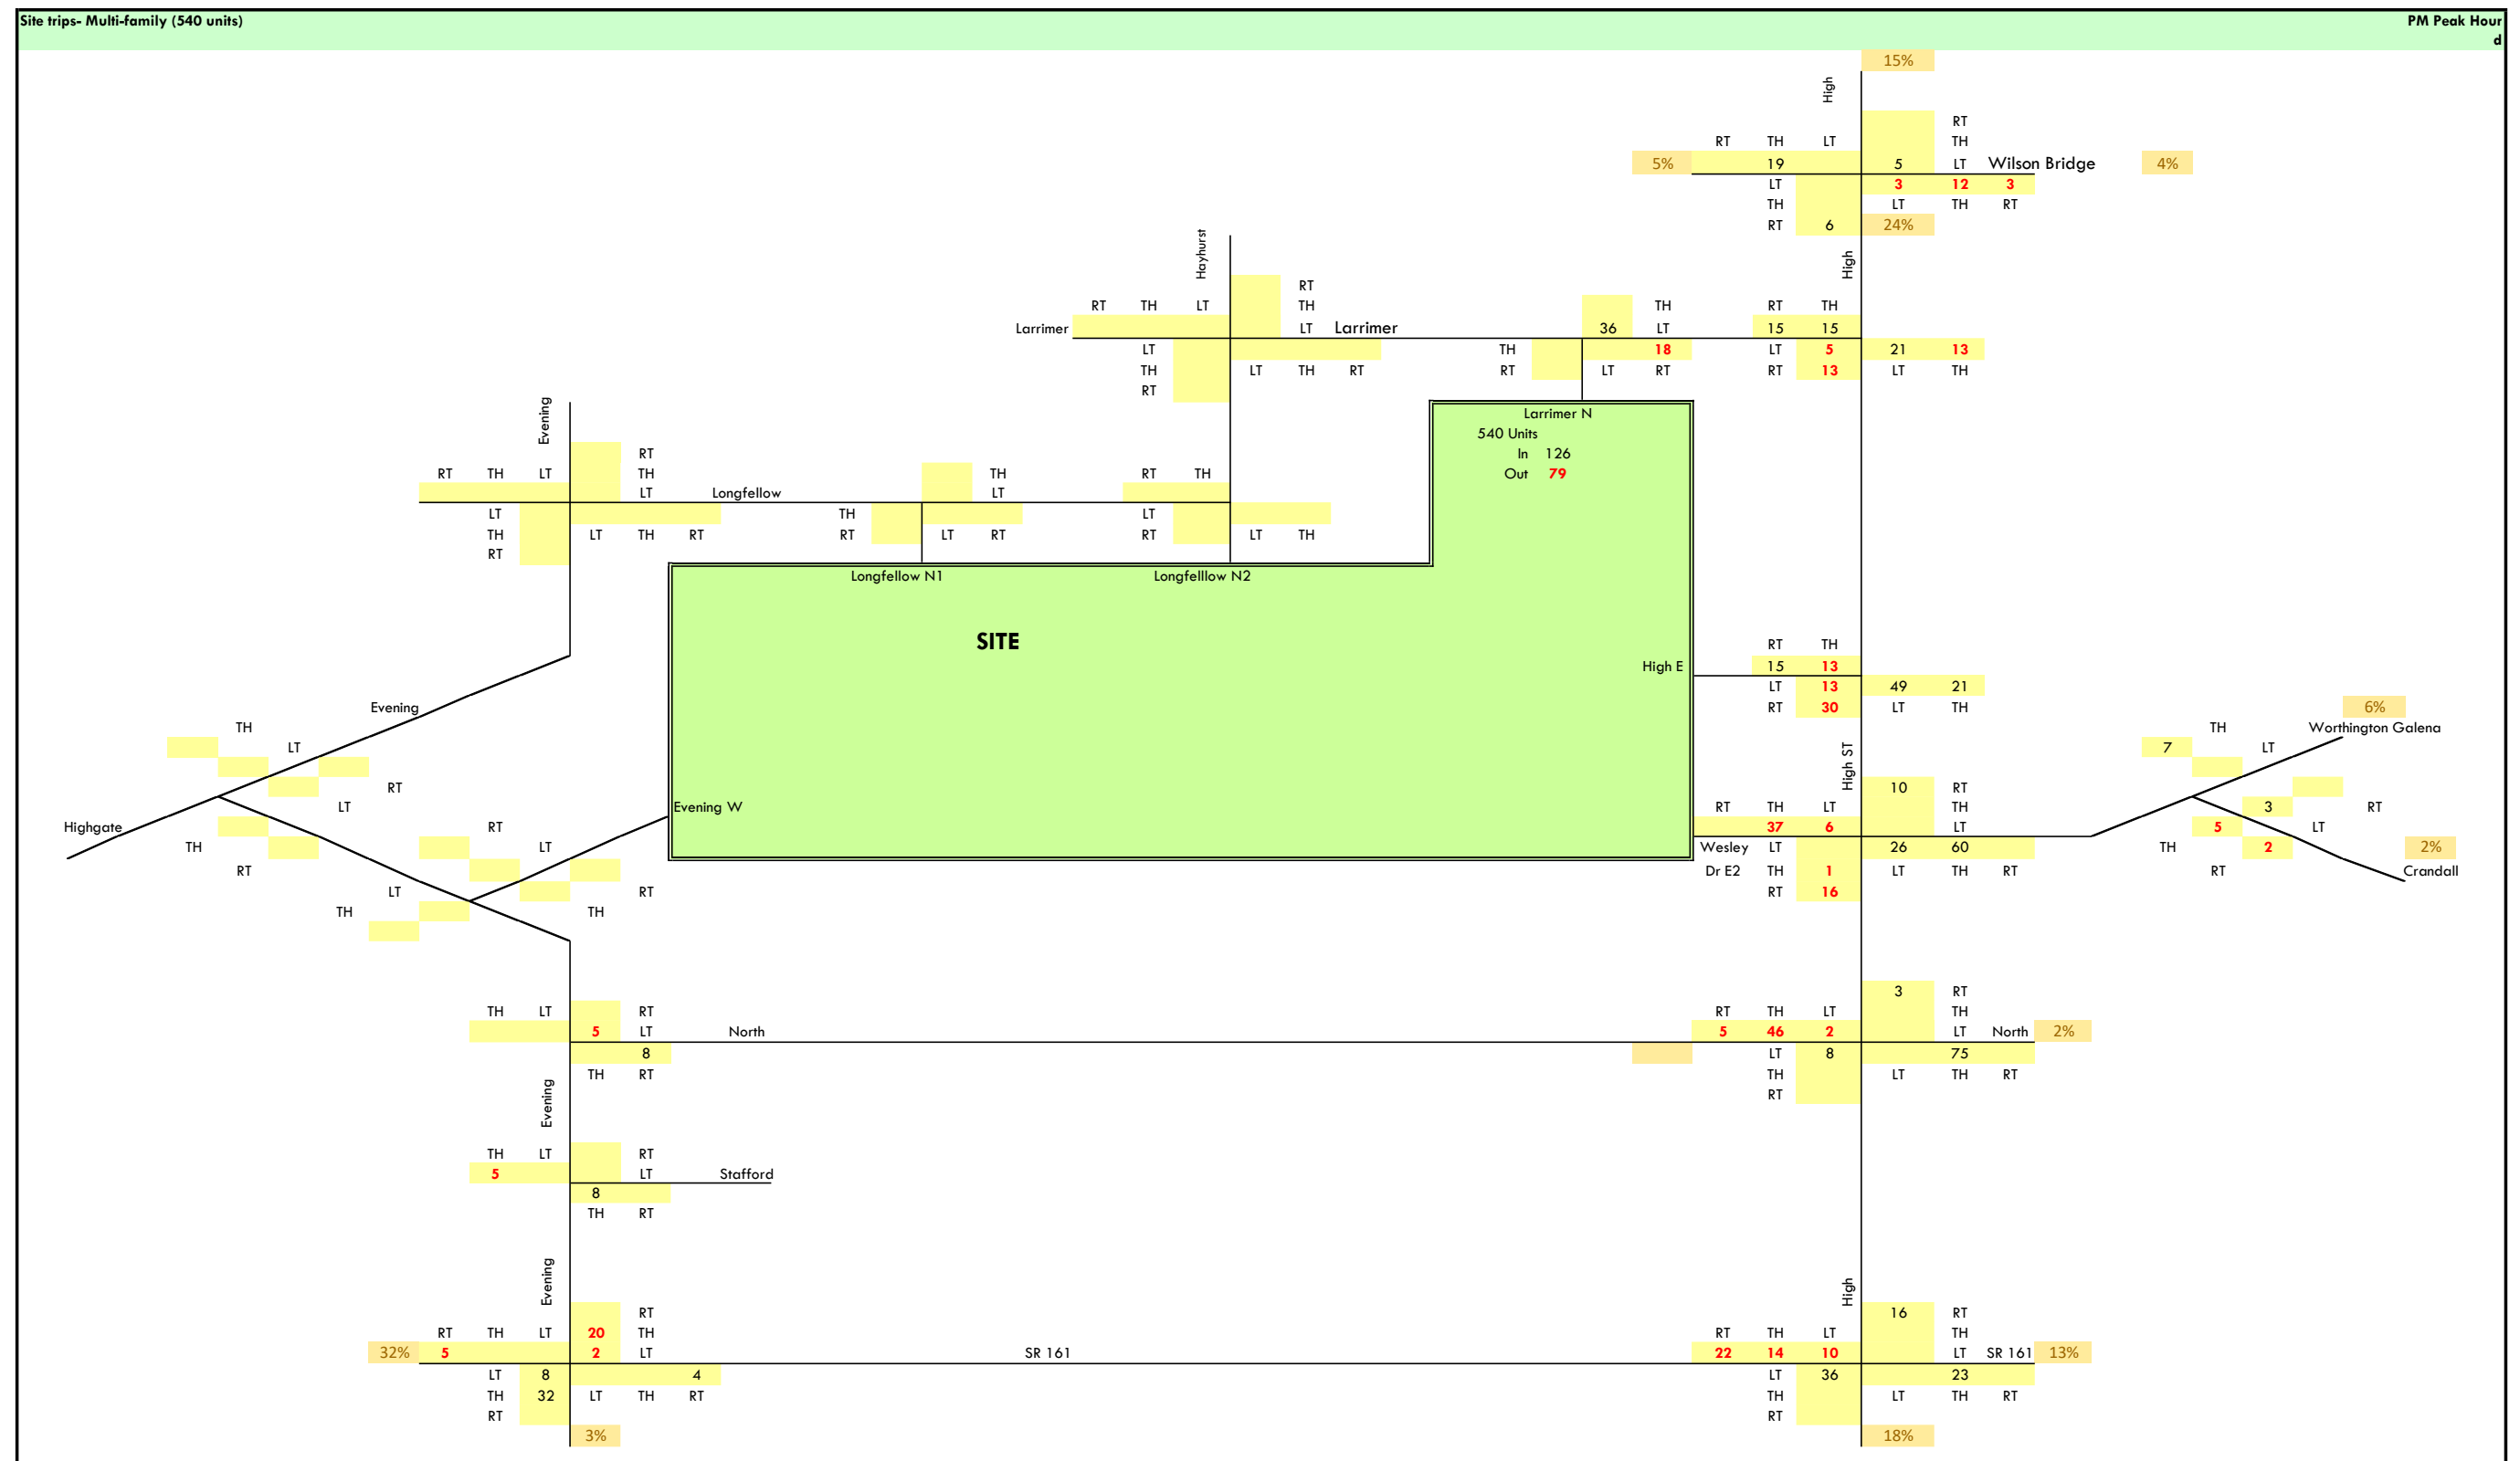 Site trips- Multi-family (540 units) PM Peak Hour
d
15%
High
RT
RT TH LT TH
5% 19 5 LT Wilson Bridge 4%
LT 3 12 3
TH LT TH RT
RT 6 24%
Hayhurst
High
RT
RT TH LT TH TH RT TH
Larrimer LT Larrimer 36 LT 15 15
LT TH 18 LT 5 21 13
TH LT TH RT RT LT RT RT 13 LT TH
RT
Evening
Larrimer N
540 Units
RT In 126
RT TH LT TH TH RT TH Out 79
LT Longfellow LT
LT TH LT
TH LT TH RT RT LT RT RT LT TH
RT
Longfellow N1 Longfelllow N2
SITE
RT TH
High E 15 13
LT 13 49 21
RT 30 LT TH
Evening
6%
TH TH Worthington Galena
LT High ST 7 LT
RT 10 RT
LT Evening W RT TH LT TH 3 RT
Highgate RT 37 6 LT 5 LT
TH LT Wesley LT 26 60 TH 2 2%
RT Dr E2 TH 1 LT TH RT RT Crandall
LT RT RT 16
TH TH
3 RT
TH LT RT RT TH LT TH
5 LT North 5 46 2 LT North 2%
8 LT 8 75
TH RT TH LT TH RT
Evening RT
TH LT RT
5 LT Stafford
8
TH RT
Evening High
RT 16 RT
RT TH LT 20 TH RT TH LT TH
32% 5 2 LT SR 161 22 14 10 LT SR 161 13%
LT 8 4 LT 36 23
TH 32 LT TH RT TH LT TH RT
RT RT
3% 18%